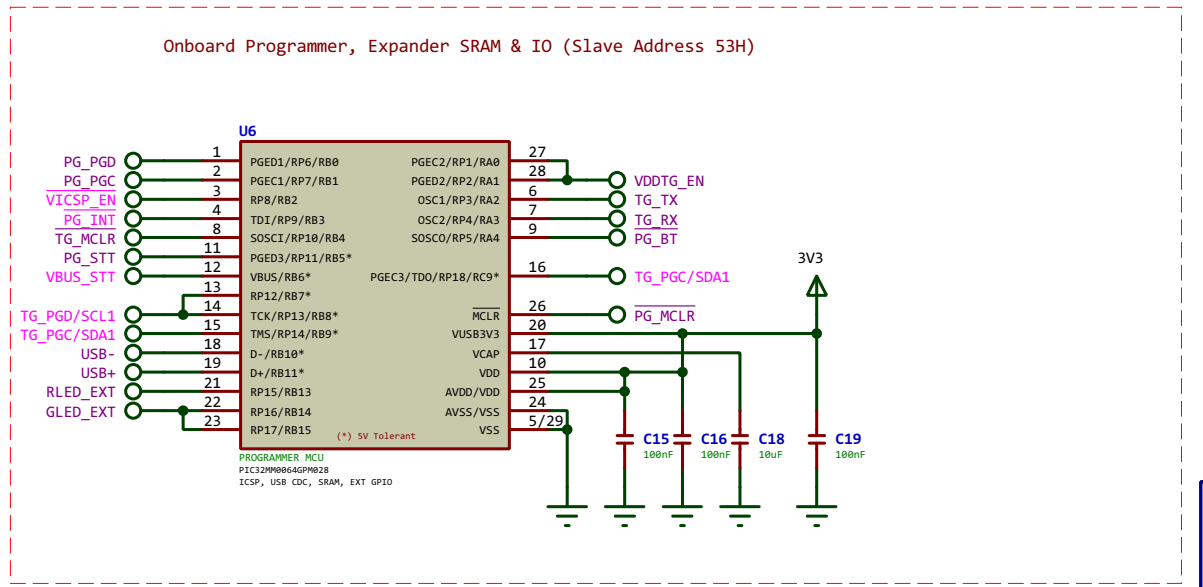 Onboard Programmer, Expander SRAM & IO (Slave Address 53H)
U6
PG_PGD 1 PGED1/RP6/RB0 PGEC2/RP1/RA0 27
PG_PGC 2 PGEC1/RP7/RB1 PGED2/RP2/RA1 28 VDDTG_EN
VICSP_EN 3 RP8/RB2 OSC1/RP3/RA2 6 TG_TX
PG_INT 4 TDI/RP9/RB3 OSC2/RP4/RA3 7 TG_RX
TG_MCLR 8 SOSCI/RP10/RB4 SOSCO/RP5/RA4 9 PG_BT
PG_STT 11 PGED3/RP11/RB5*
VBUS_STT 12 VBUS/RB6* PGEC3/TDO/RP18/RC9* 16 TG_PGC/SDA1
3V3
13 RP12/RB7*
TG_PGD/SCL1 14 TCK/RP13/RB8* MCLR 26 PG_MCLR
TG_PGC/SDA1 15 TMS/RP14/RB9* VUSB3V3 20
USB- 18 D-/RB10* VCAP 17
USB+ 19 D+/RB11* VDD 10
RLED_EXT 21 RP15/RB13 AVDD/VDD 25
GLED_EXT 22 RP16/RB14 AVSS/VSS 24
23 RP17/RB15 VSS 5/29
(*) 5V Tolerant
C15 C16 C18 C19
100nF 100nF 10uF 100nF
PROGRAMMER MCU
PIC32MM0064GPM028
ICSP, USB CDC, SRAM, EXT GPIO